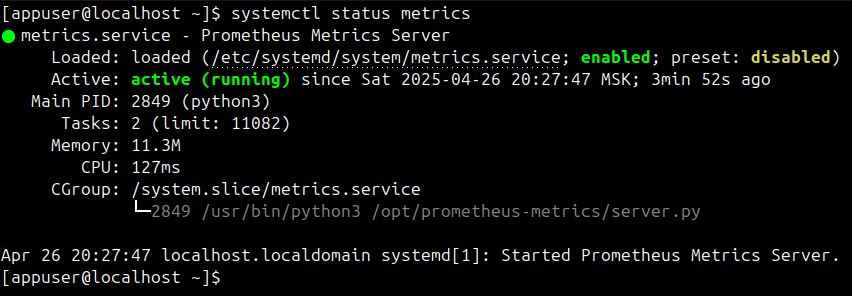 [appuser@localhost ~]$ systemctl status metrics
● metrics.service - Prometheus Metrics Server
     Loaded: loaded (/etc/systemd/system/metrics.service; enabled; preset: disabled)
     Active: active (running) since Sat 2025-04-26 20:27:47 MSK; 3min 52s ago
   Main PID: 2849 (python3)
      Tasks: 2 (limit: 11082)
     Memory: 11.3M
        CPU: 127ms
     CGroup: /system.slice/metrics.service
             └─2849 /usr/bin/python3 /opt/prometheus-metrics/server.py

Apr 26 20:27:47 localhost.localdomain systemd[1]: Started Prometheus Metrics Server.
[appuser@localhost ~]$